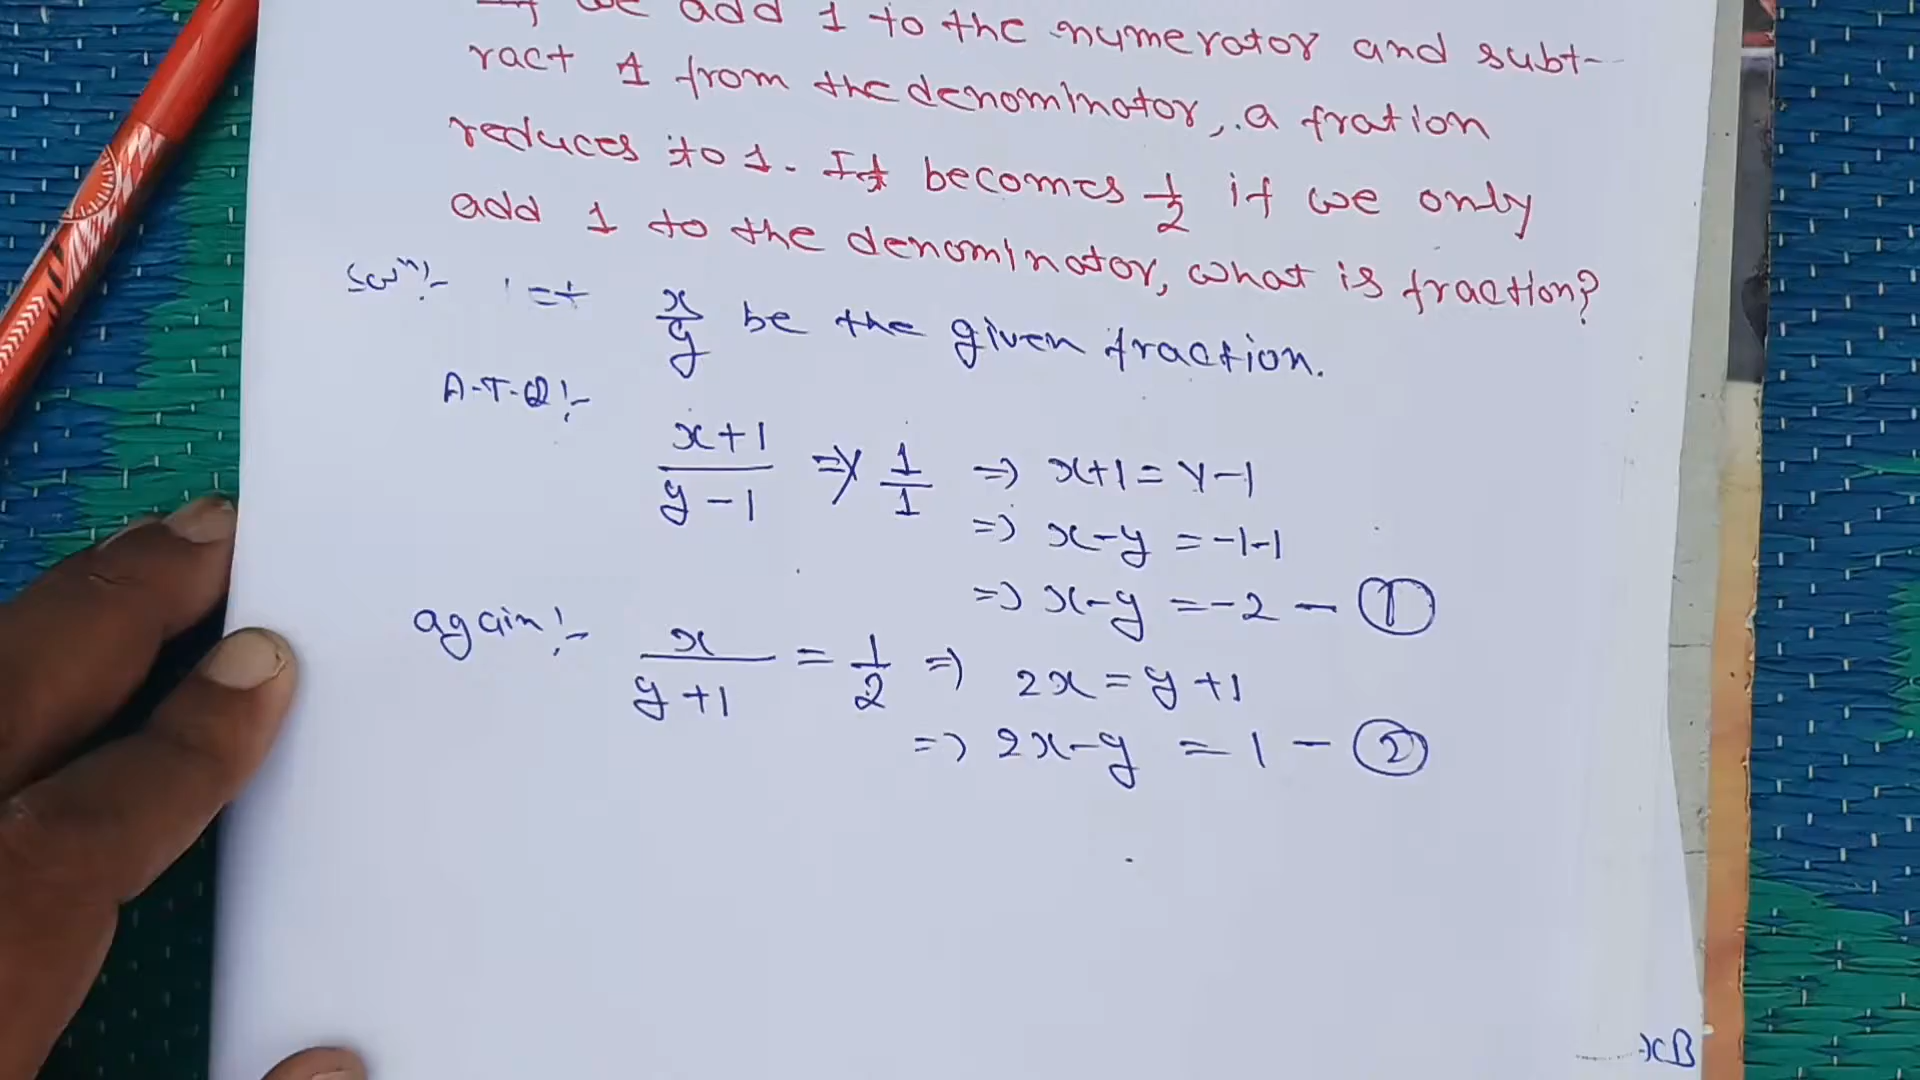 If we add 1 to the numerator and subt-
ract 1 from the denominator, a fration
reduces to 1. It becomes 1/2 if we only
add 1 to the denominator, what is fraction?
Solⁿ:- let x/y be the given fraction.
A-T-Q:-
x+1/y-1 => 1/1 => x+1 = y-1
=> x-y = -1-1
=> x-y = -2 - ①
again:- x/y+1 = 1/2 => 2x = y+1
=> 2x-y = 1 - ②